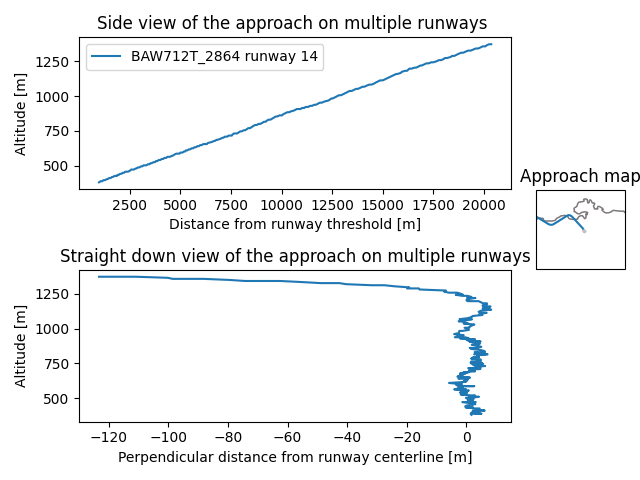 Side view of the approach on multiple runways
BAW712T_2864 runway 14
Altitude [m]
1250
1000
750
500
2500 5000 7500 10000 12500 15000 17500 20000
Distance from runway threshold [m]
Approach map
Straight down view of the approach on multiple runways
Altitude [m]
1250
1000
750
500
−120 −100 −80 −60 −40 −20 0
Perpendicular distance from runway centerline [m]